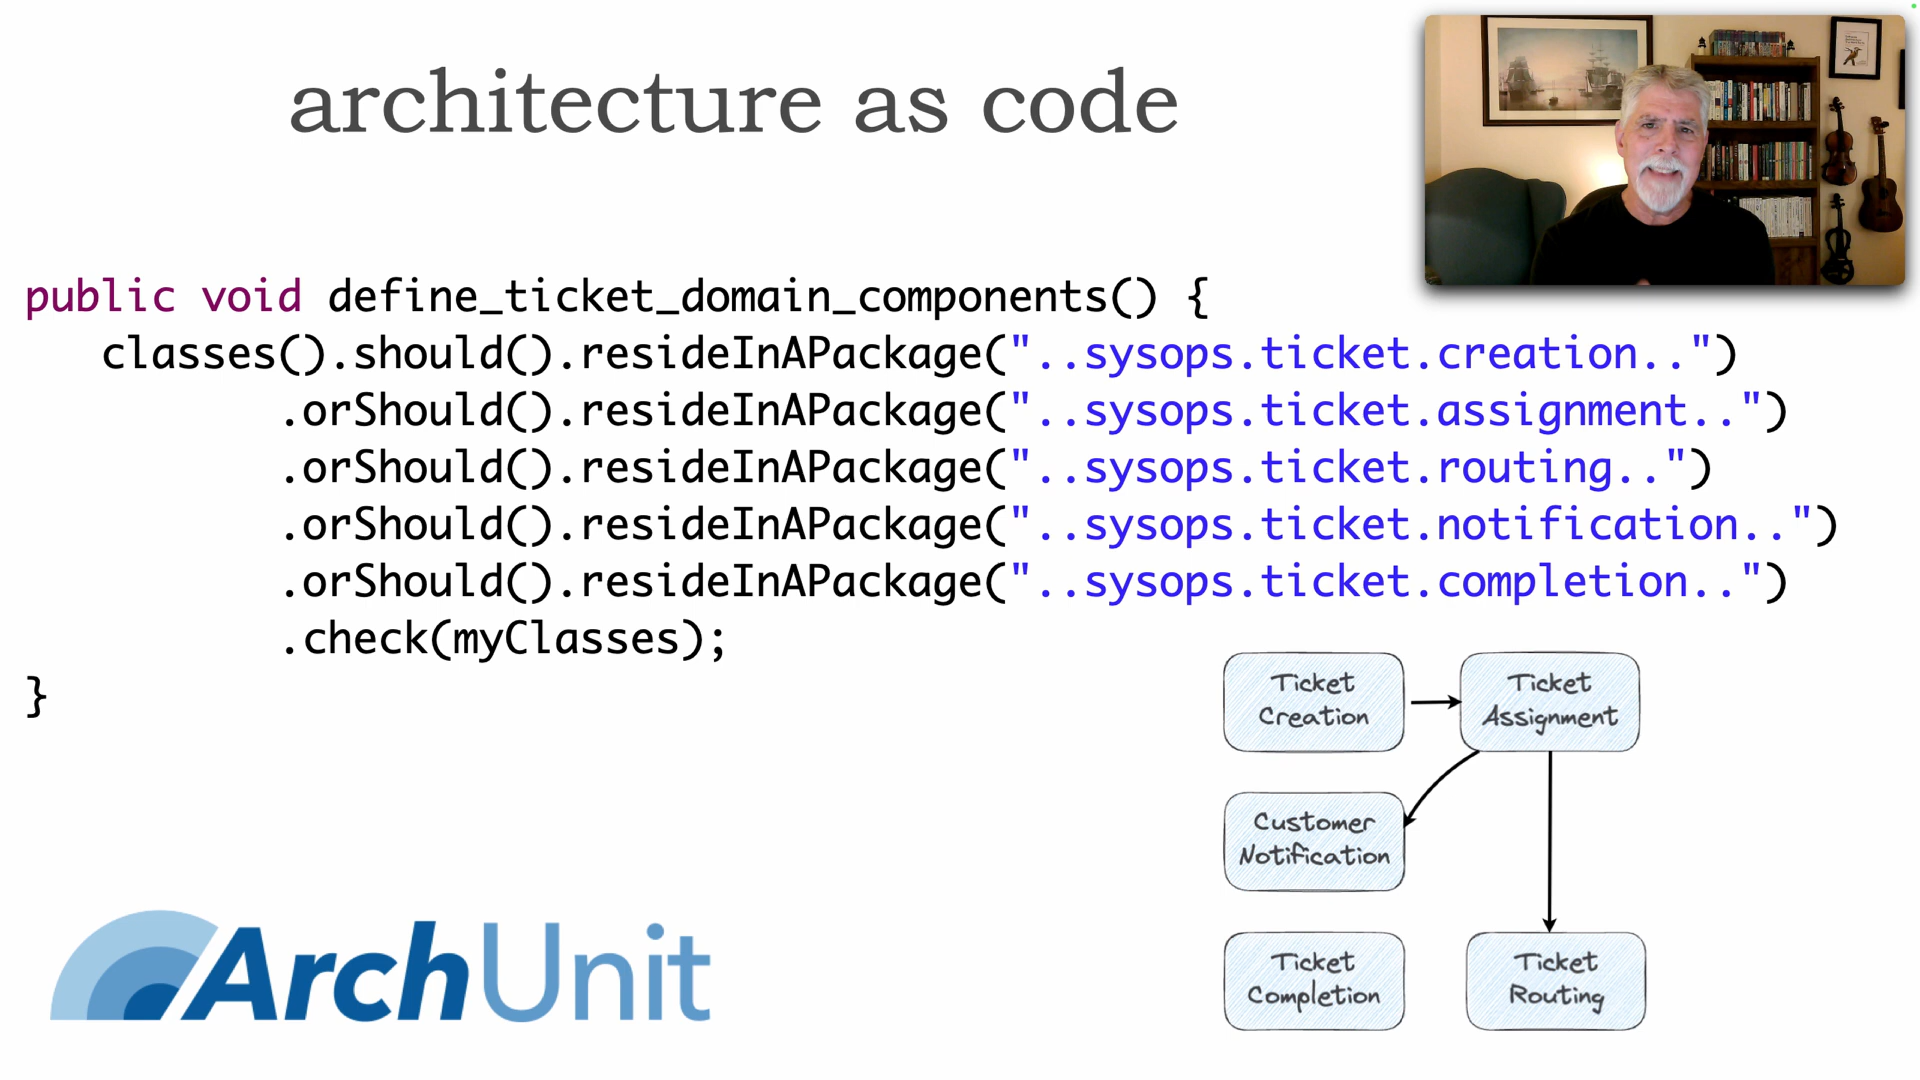 architecture as code
public void define_ticket_domain_components() {
classes().should().resideInAPackage("..sysops.ticket.creation..")
.orShould().resideInAPackage("..sysops.ticket.assignment..")
.orShould().resideInAPackage("..sysops.ticket.routing..")
.orShould().resideInAPackage("..sysops.ticket.notification..")
.orShould().resideInAPackage("..sysops.ticket.completion..")
.check(myClasses);
}
Ticket
Creation
Ticket
Assignment
Customer
Notification
Ticket
Completion
Ticket
Routing
ArchUnit